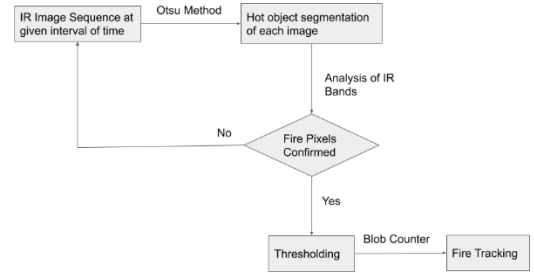 IR Image Sequence at
given interval of time
Otsu Method
Hot object segmentation
of each image
Analysis of IR
Bands
No
Fire Pixels
Confirmed
Yes
Thresholding
Blob Counter
Fire Tracking